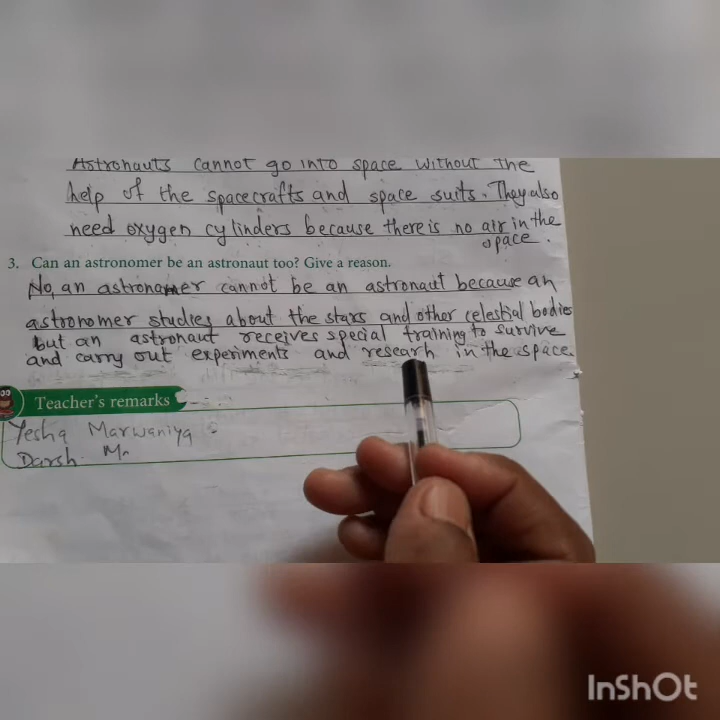 Astronauts cannot go into space without the
help of the spacecrafts and space suits. They also
need oxygen cylinders because there is no air in the
space.
3. Can an astronomer be an astronaut too? Give a reason.
No, an astronomer cannot be an astronaut because an
astronomer studies about the stars and other celestial bodies
but an astronaut receives special training to survive
and carry out experiments and researh in the space.
Teacher's remarks
Yesha Marwaniya
Darsh
InShOt